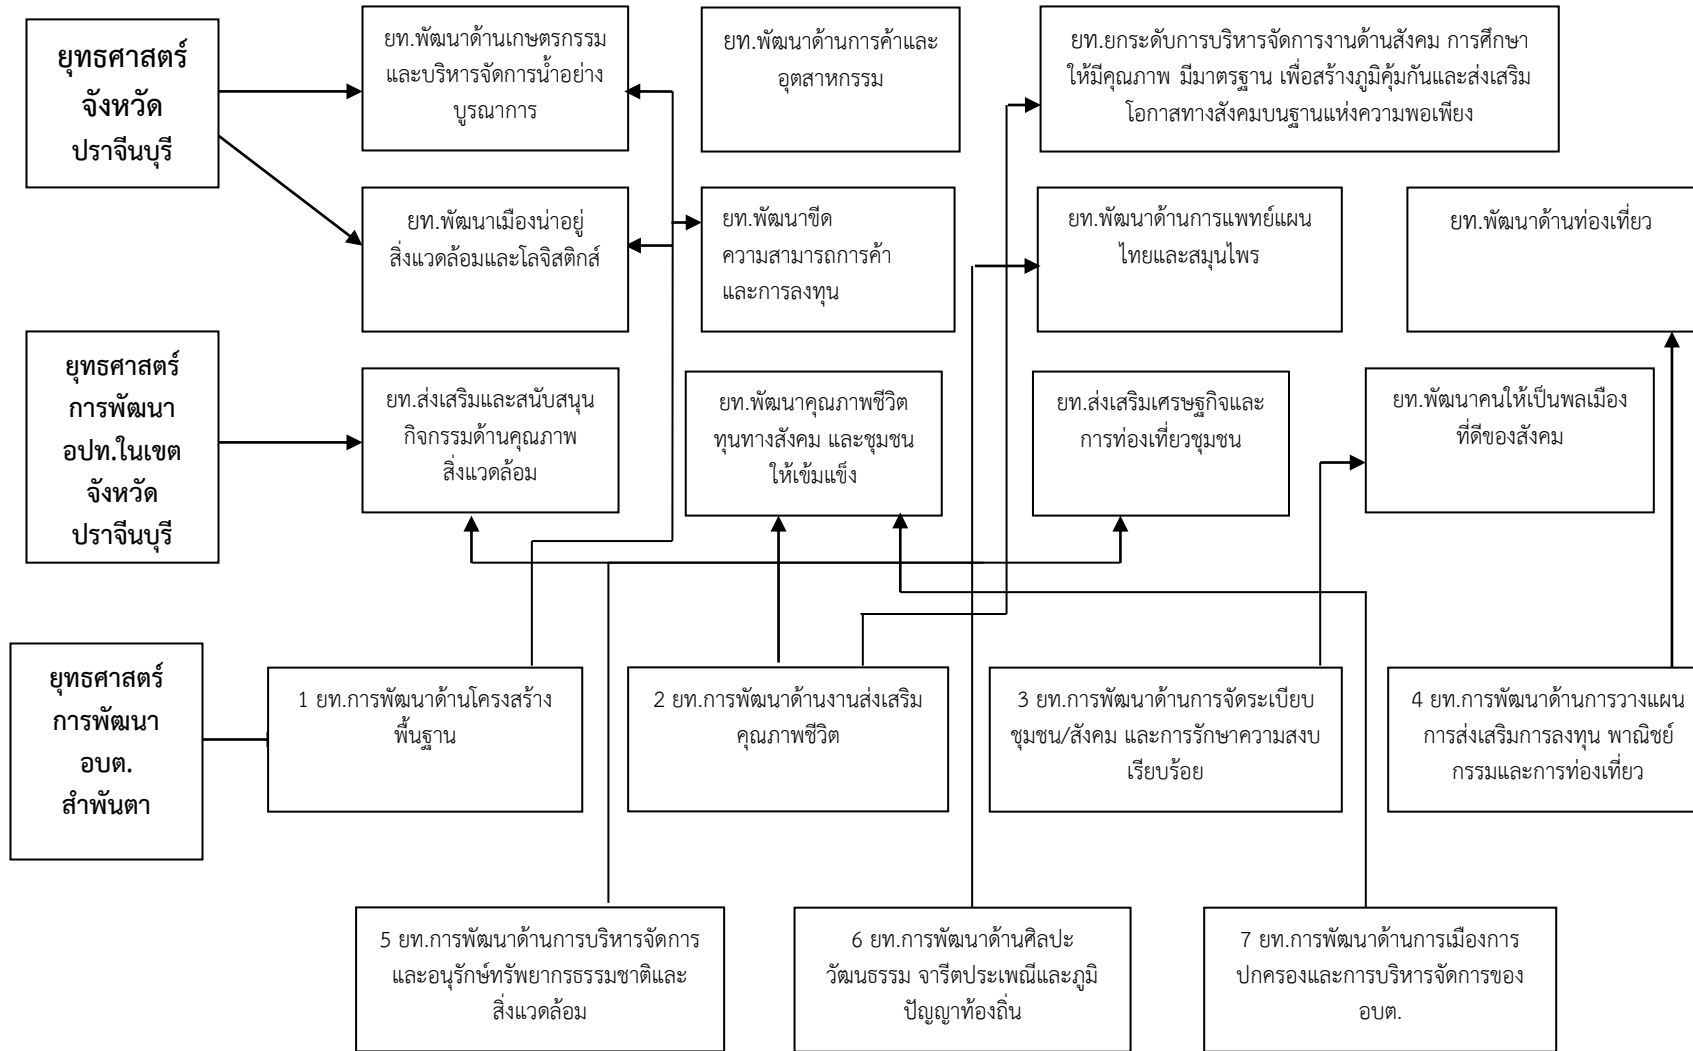 ยุทธศาสตร์
จังหวัด
ปราจีนบุรี
ยท.พัฒนาด้านเกษตรกรรม
และบริหารจัดการน้ำอย่าง
บูรณาการ
ยท.พัฒนาด้านการค้าและ
อุตสาหกรรม
ยท.ยกระดับการบริหารจัดการงานด้านสังคม การศึกษา
ให้มีคุณภาพ มีมาตรฐาน เพื่อสร้างภูมิคุ้มกันและส่งเสริม
โอกาสทางสังคมบนฐานแห่งความพอเพียง
ยท.พัฒนาเมืองน่าอยู่
สิ่งแวดล้อมและโลจิสติกส์
ยท.พัฒนาขีด
ความสามารถการค้า
และการลงทุน
ยท.พัฒนาด้านการแพทย์แผน
ไทยและสมุนไพร
ยท.พัฒนาด้านท่องเที่ยว
ยุทธศาสตร์
การพัฒนา
อปท.ในเขต
จังหวัด
ปราจีนบุรี
ยท.ส่งเสริมและสนับสนุน
กิจกรรมด้านคุณภาพ
สิ่งแวดล้อม
ยท.พัฒนาคุณภาพชีวิต
ทุนทางสังคม และชุมชน
ให้เข้มแข็ง
ยท.ส่งเสริมเศรษฐกิจและ
การท่องเที่ยวชุมชน
ยท.พัฒนาคนให้เป็นพลเมือง
ที่ดีของสังคม
ยุทธศาสตร์
การพัฒนา
อบต.
สำพันตา
1 ยท.การพัฒนาด้านโครงสร้าง
พื้นฐาน
2 ยท.การพัฒนาด้านงานส่งเสริม
คุณภาพชีวิต
3 ยท.การพัฒนาด้านการจัดระเบียบ
ชุมชน/สังคม และการรักษาความสงบ
เรียบร้อย
4 ยท.การพัฒนาด้านการวางแผน
การส่งเสริมการลงทุน พาณิชย์
กรรมและการท่องเที่ยว
5 ยท.การพัฒนาด้านการบริหารจัดการ
และอนุรักษ์ทรัพยากรธรรมชาติและ
สิ่งแวดล้อม
6 ยท.การพัฒนาด้านศิลปะ
วัฒนธรรม จารีตประเพณีและภูมิ
ปัญญาท้องถิ่น
7 ยท.การพัฒนาด้านการเมืองการ
ปกครองและการบริหารจัดการของ
อบต.